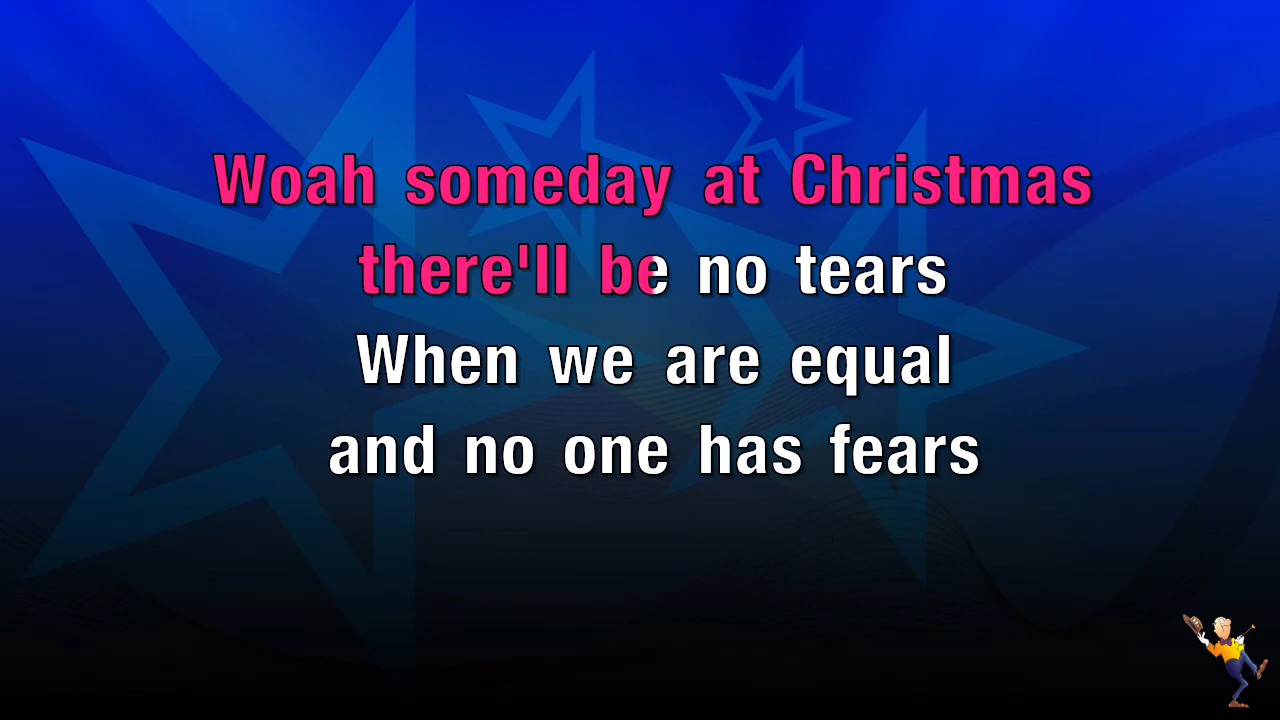 Woah someday at Christmas
there'll be no tears
When we are equal
and no one has fears